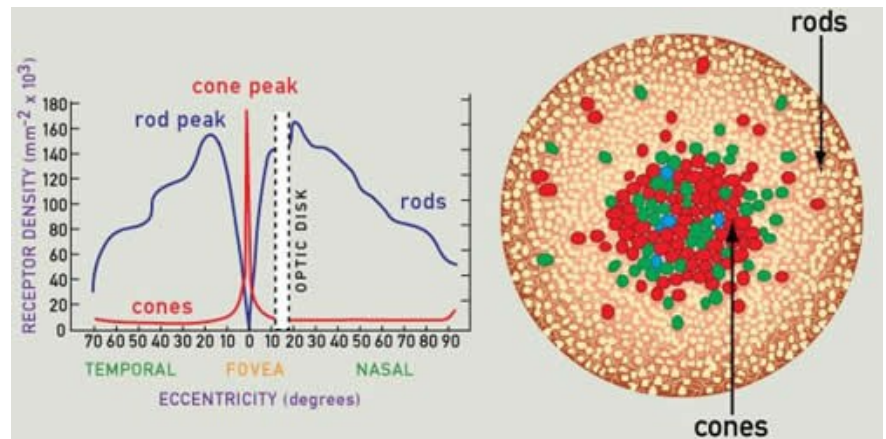 RECEPTOR DENSITY (mm⁻² x 10³)
180
160
140
120
100
80
60
40
20
0
cone peak
rod peak
rods
cones
OPTIC DISK
70 60 50 40 30 20 10 0 10 20 30 40 50 60 70 80 90
TEMPORAL FOVEA NASAL
ECCENTRICITY (degrees)
rods
cones